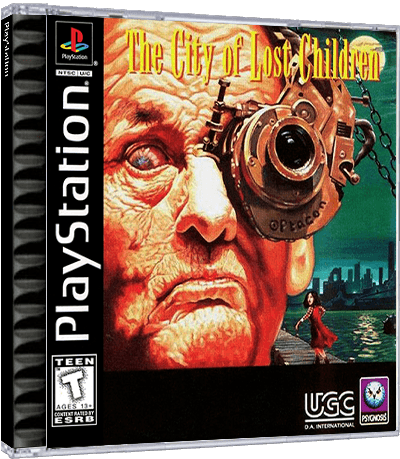 PlayStation
PlayStation
NTSC U/C
PlayStation
The City of Lost Children
Optacon
TEEN
T
AGES 13+
CONTENT RATED BY
ESRB
UGC
D.A. INTERNATIONAL
PSYGNOSIS